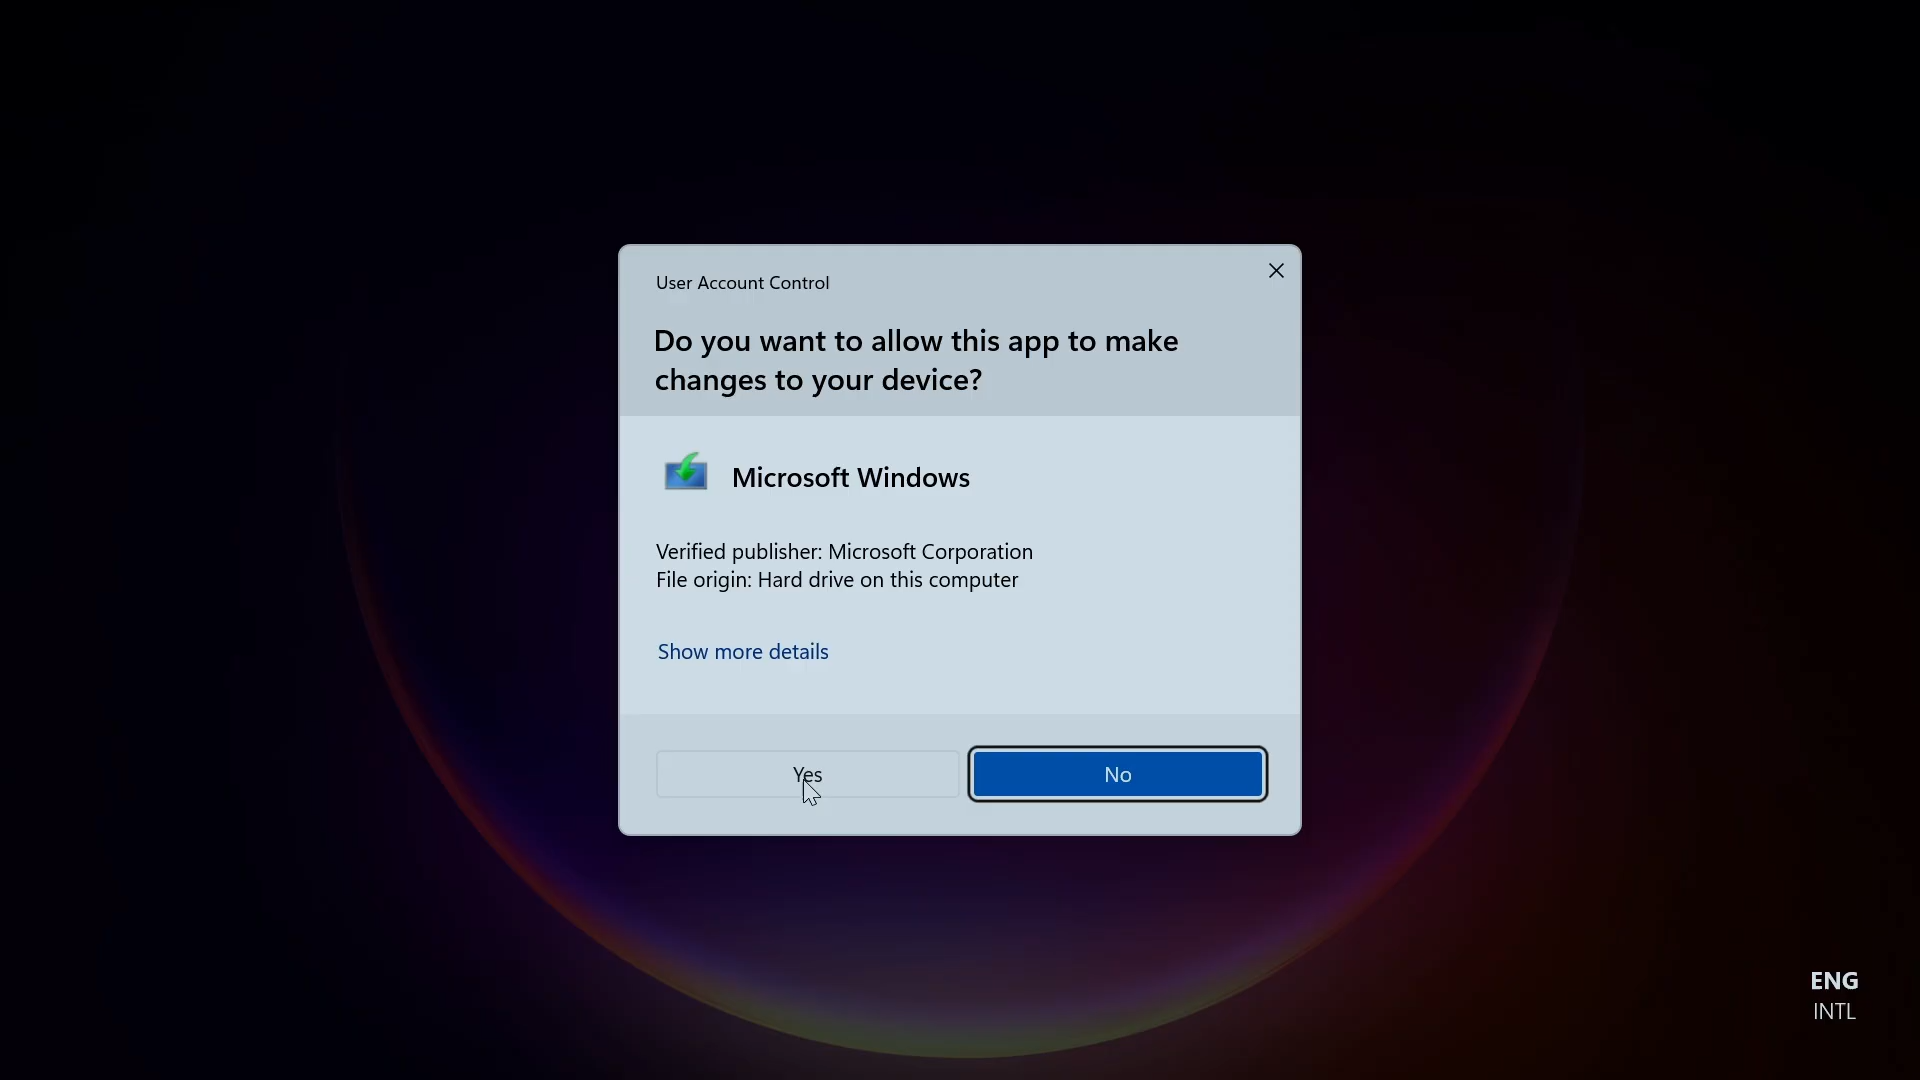 User Account Control
Do you want to allow this app to make
changes to your device?
Microsoft Windows
Verified publisher: Microsoft Corporation
File origin: Hard drive on this computer
Show more details
Yes
No
ENG
INTL